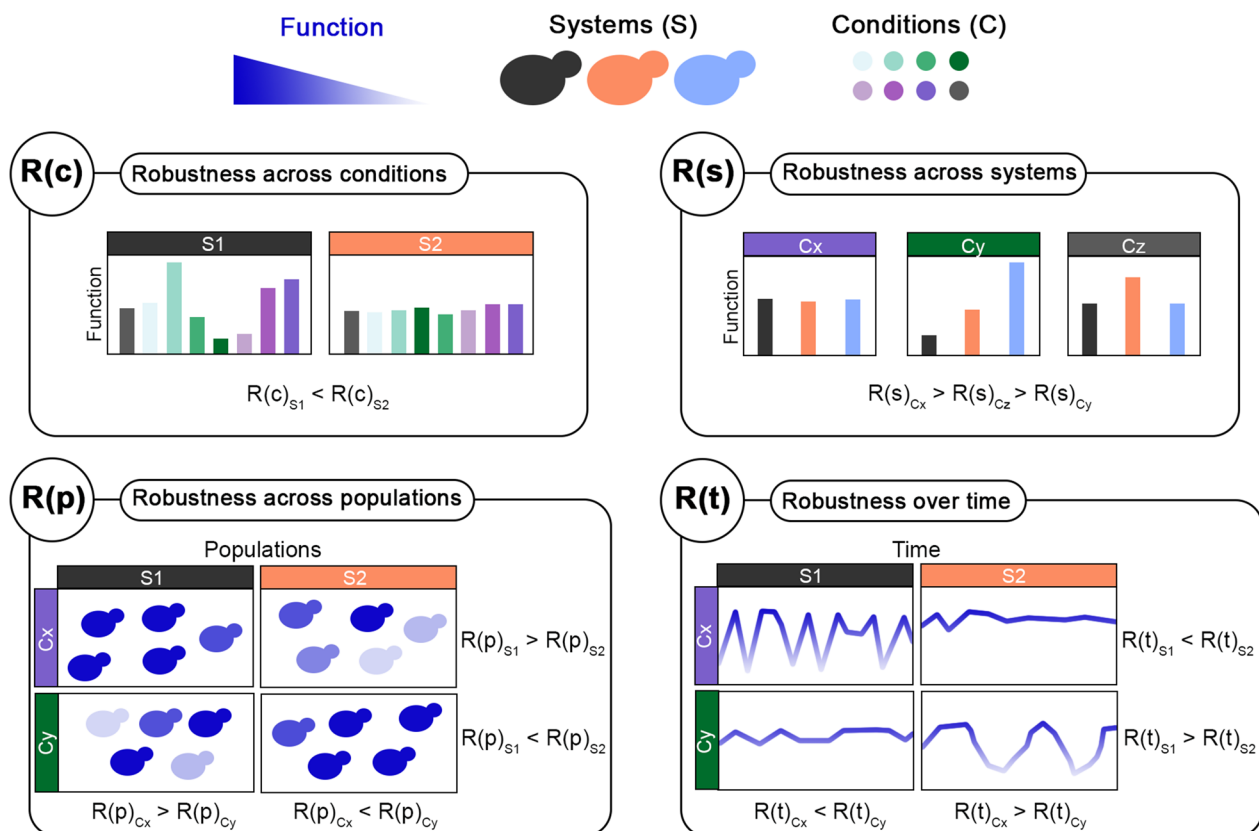 Function
Systems (S)
Conditions (C)
R(c)
Robustness across conditions
S1
S2
Function
R(c)S1 < R(c)S2
R(s)
Robustness across systems
Cx
Cy
Cz
Function
R(s)Cx > R(s)Cz > R(s)Cy
R(p)
Robustness across populations
Populations
S1
S2
Cx
R(p)S1 > R(p)S2
Cy
R(p)S1 < R(p)S2
R(p)Cx > R(p)Cy
R(p)Cx < R(p)Cy
R(t)
Robustness over time
Time
S1
S2
Cx
R(t)S1 < R(t)S2
Cy
R(t)S1 > R(t)S2
R(t)Cx < R(t)Cy
R(t)Cx > R(t)Cy